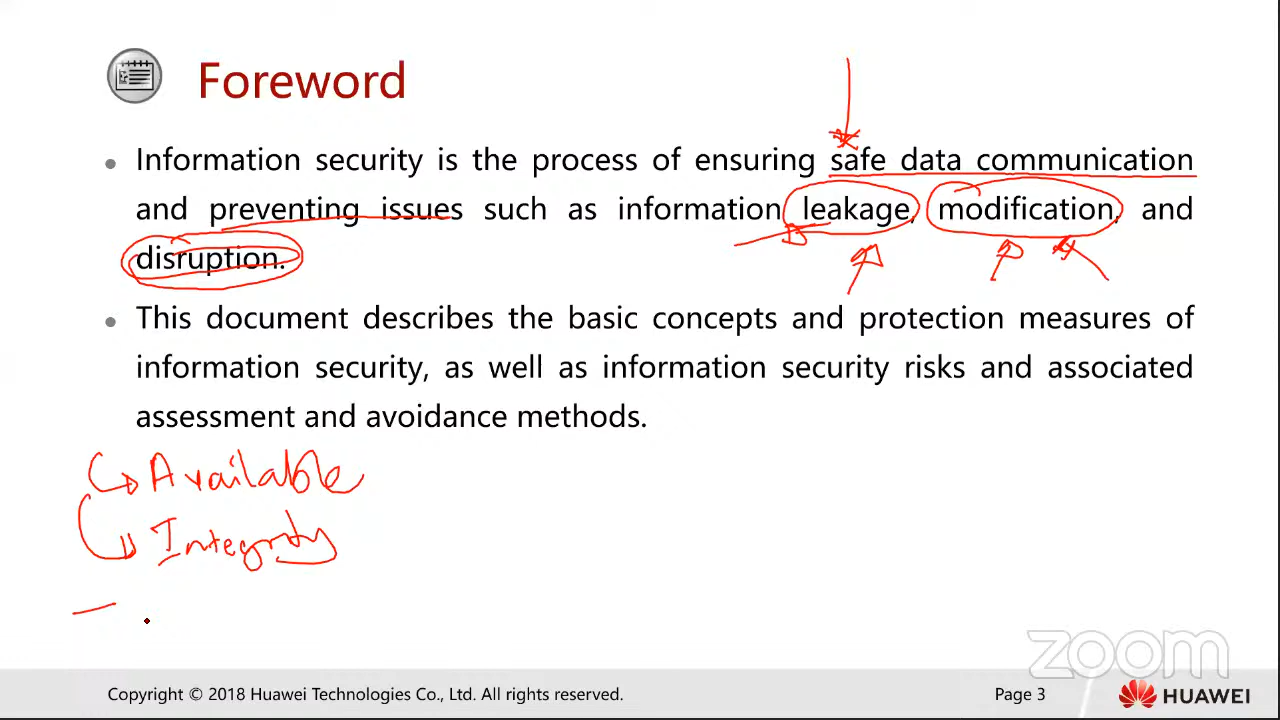 Foreword
Information security is the process of ensuring safe data communication
and preventing issues such as information leakage, modification, and
disruption.
This document describes the basic concepts and protection measures of
information security, as well as information security risks and associated
assessment and avoidance methods.
Available
Integrity
zoom
Copyright © 2018 Huawei Technologies Co., Ltd. All rights reserved.
Page 3
HUAWEI